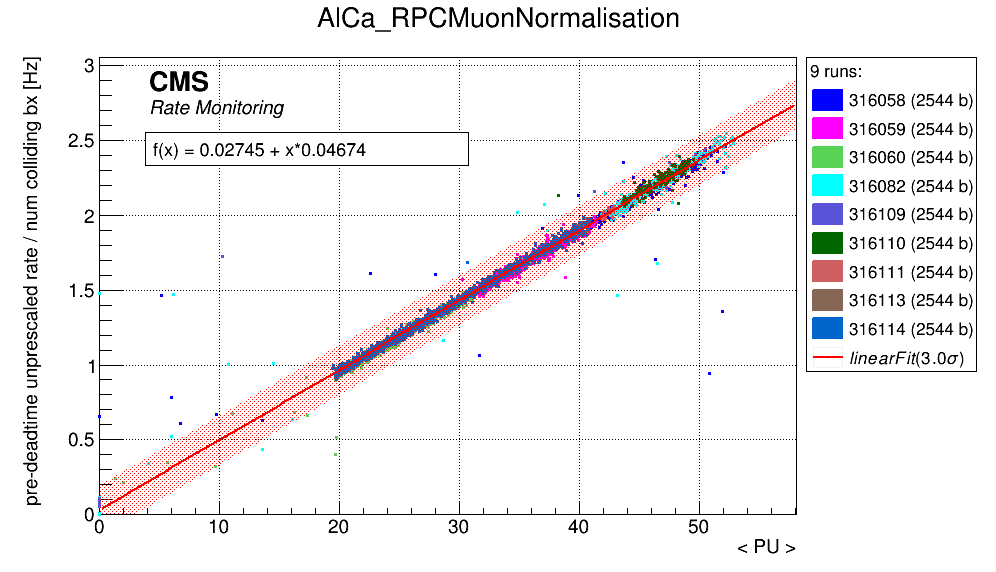 AlCa_RPCMuonNormalisation
pre-deadtime unprescaled rate / num colliding bx [Hz]
3
2.5
2
1.5
1
0.5
0
CMS
Rate Monitoring
f(x) = 0.02745 + x*0.04674
0 10 20 30 40 50
< PU >
9 runs:
316058 (2544 b)
316059 (2544 b)
316060 (2544 b)
316082 (2544 b)
316109 (2544 b)
316110 (2544 b)
316111 (2544 b)
316113 (2544 b)
316114 (2544 b)
linearFit(3.0σ)